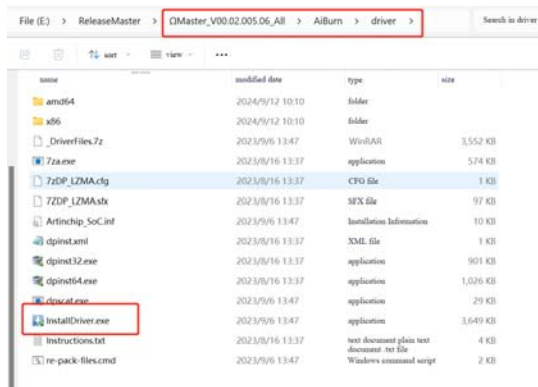 File (E:) > ReleaseMaster > ΩMaster_V00.02.005.06_All > AiBurn > driver > Search in driver
sort view ...
name modified date type size
amd64 2024/9/12 10:10 folder
x86 2024/9/12 10:10 folder
_DriverFiles.7z 2023/9/6 13:47 WinRAR 3,552 KB
7za.exe 2023/8/16 13:37 application 574 KB
7zDP_LZMA.cfg 2023/8/16 13:37 CFG file 1 KB
7ZDP_LZMA.sfx 2023/8/16 13:37 SFX file 97 KB
Artinchip_SoC.inf 2023/9/6 13:47 Installation Information 10 KB
dpinst.xml 2023/8/16 13:37 XML file 1 KB
dpinst32.exe 2023/8/16 13:37 application 901 KB
dpinst64.exe 2023/8/16 13:37 application 1,026 KB
dpscat.exe 2023/9/6 13:47 application 29 KB
InstallDriver.exe 2023/9/6 13:47 application 3,649 KB
Instructions.txt 2023/8/16 13:37 text document plain text 4 KB
document .txt file
re-pack-files.cmd 2023/9/6 13:47 Windows command script 2 KB